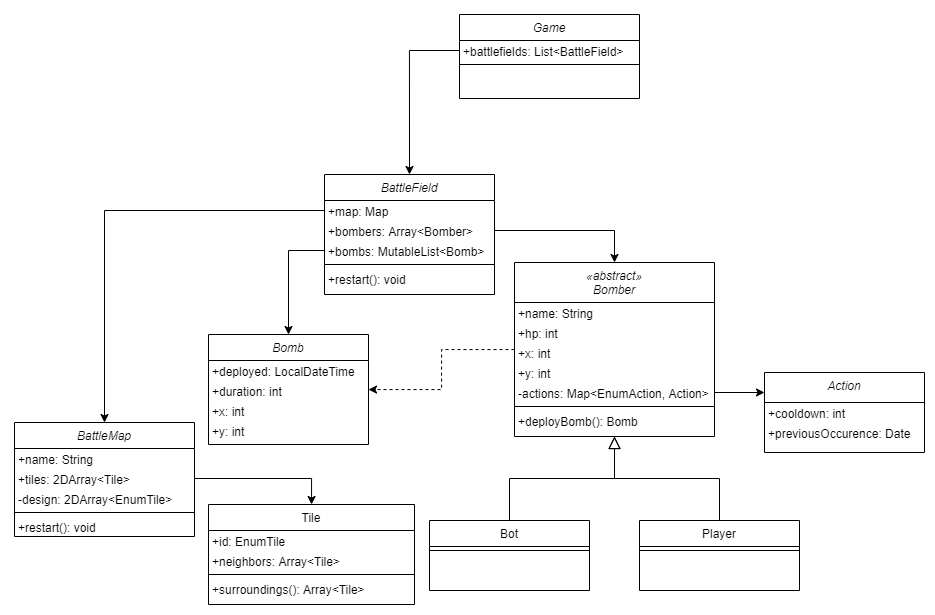 Game
+battlefields: List<BattleField>
BattleField
+map: Map
+bombers: Array<Bomber>
+bombs: MutableList<Bomb>
+restart(): void
«abstract»
Bomber
+name: String
+hp: int
+x: int
+y: int
-actions: Map<EnumAction, Action>
+deployBomb(): Bomb
Bomb
+deployed: LocalDateTime
+duration: int
+x: int
+y: int
Action
+cooldown: int
+previousOccurence: Date
BattleMap
+name: String
+tiles: 2DArray<Tile>
-design: 2DArray<EnumTile>
+restart(): void
Tile
+id: EnumTile
+neighbors: Array<Tile>
+surroundings(): Array<Tile>
Bot
Player